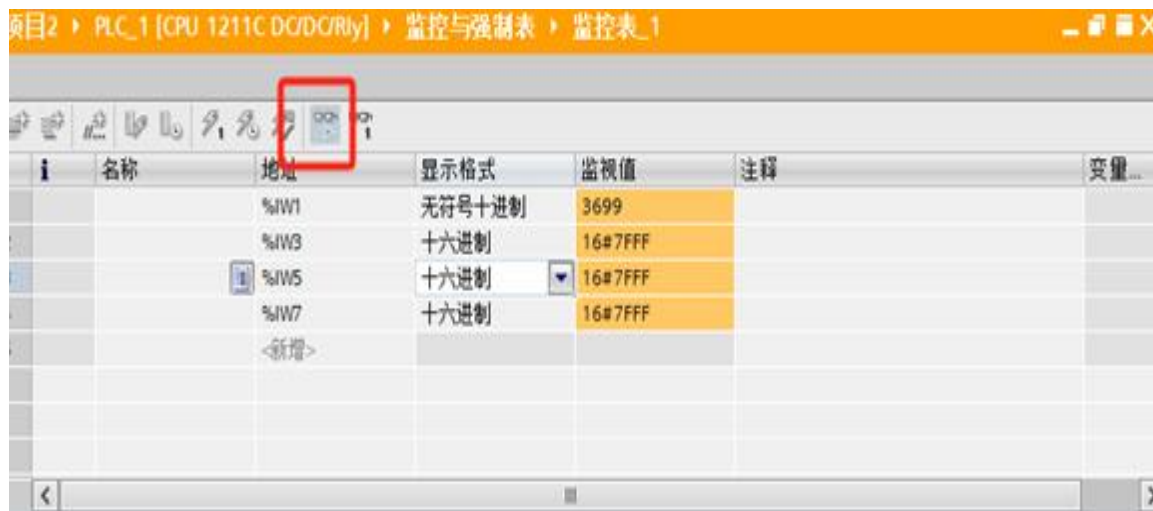 项目2 ▸ PLC_1 [CPU 1211C DC/DC/Rly] ▸ 监控与强制表 ▸ 监控表_1
i 名称 地址 显示格式 监视值 注释 变量...
%IW1 无符号十进制 3699
%IW3 十六进制 16#7FFF
%IW5 十六进制 16#7FFF
%IW7 十六进制 16#7FFF
<新增>